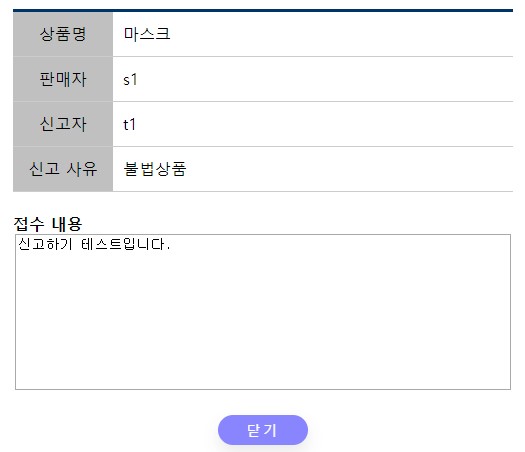 상품명 마스크
판매자 s1
신고자 t1
신고 사유 불법상품
접수 내용
신고하기 테스트입니다.
닫기